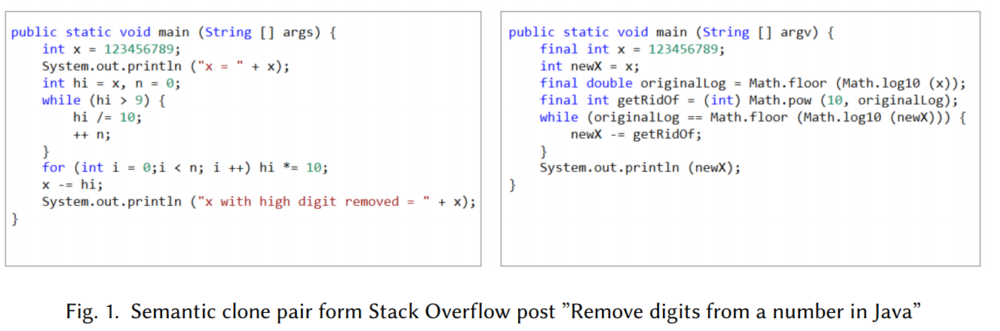 public static void main (String [] args) {
    int x = 123456789;
    System.out.println ("x = " + x);
    int hi = x, n = 0;
    while (hi > 9) {
        hi /= 10;
        ++ n;
    }
    for (int i = 0;i < n; i ++) hi *= 10;
    x -= hi;
    System.out.println ("x with high digit removed = " + x);
}
public static void main (String [] argv) {
    final int x = 123456789;
    int newX = x;
    final double originalLog = Math.floor (Math.log10 (x));
    final int getRidOf = (int) Math.pow (10, originalLog);
    while (originalLog == Math.floor (Math.log10 (newX))) {
        newX -= getRidOf;
    }
    System.out.println (newX);
}
Fig. 1. Semantic clone pair form Stack Overflow post ”Remove digits from a number in Java”